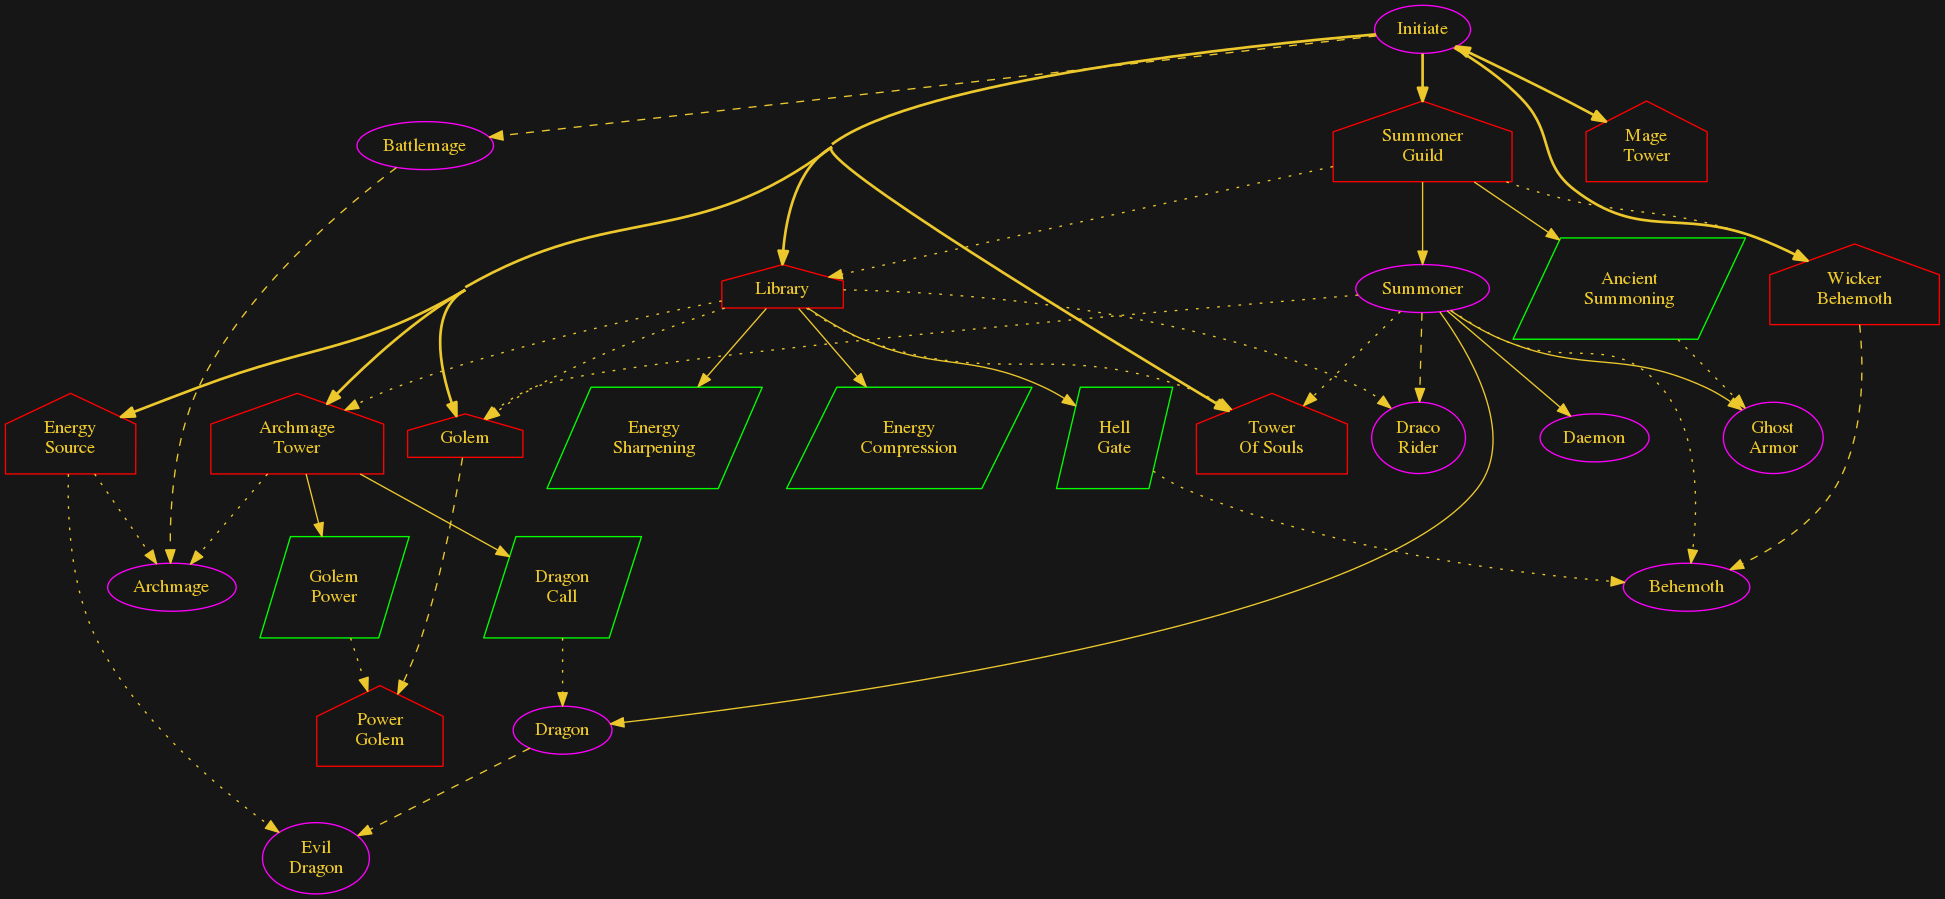 Initiate
Battlemage
Summoner
Guild
Mage
Tower
Library
Summoner
Ancient
Summoning
Wicker
Behemoth
Energy
Source
Archmage
Tower
Golem
Energy
Sharpening
Energy
Compression
Hell
Gate
Tower
Of Souls
Draco
Rider
Daemon
Ghost
Armor
Archmage
Golem
Power
Dragon
Call
Behemoth
Power
Golem
Dragon
Evil
Dragon